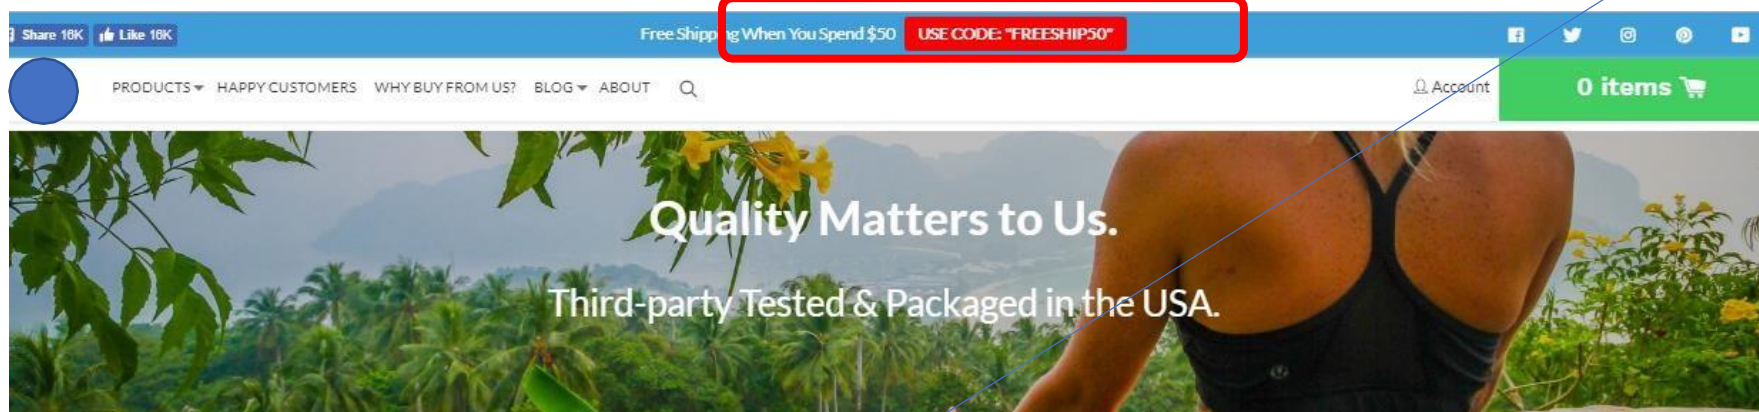 Share 16K Like 16K Free Shipping When You Spend $50 USE CODE: "FREESHIP50"
PRODUCTS HAPPY CUSTOMERS WHY BUY FROM US? BLOG ABOUT Account 0 items
Quality Matters to Us.
Third-party Tested & Packaged in the USA.